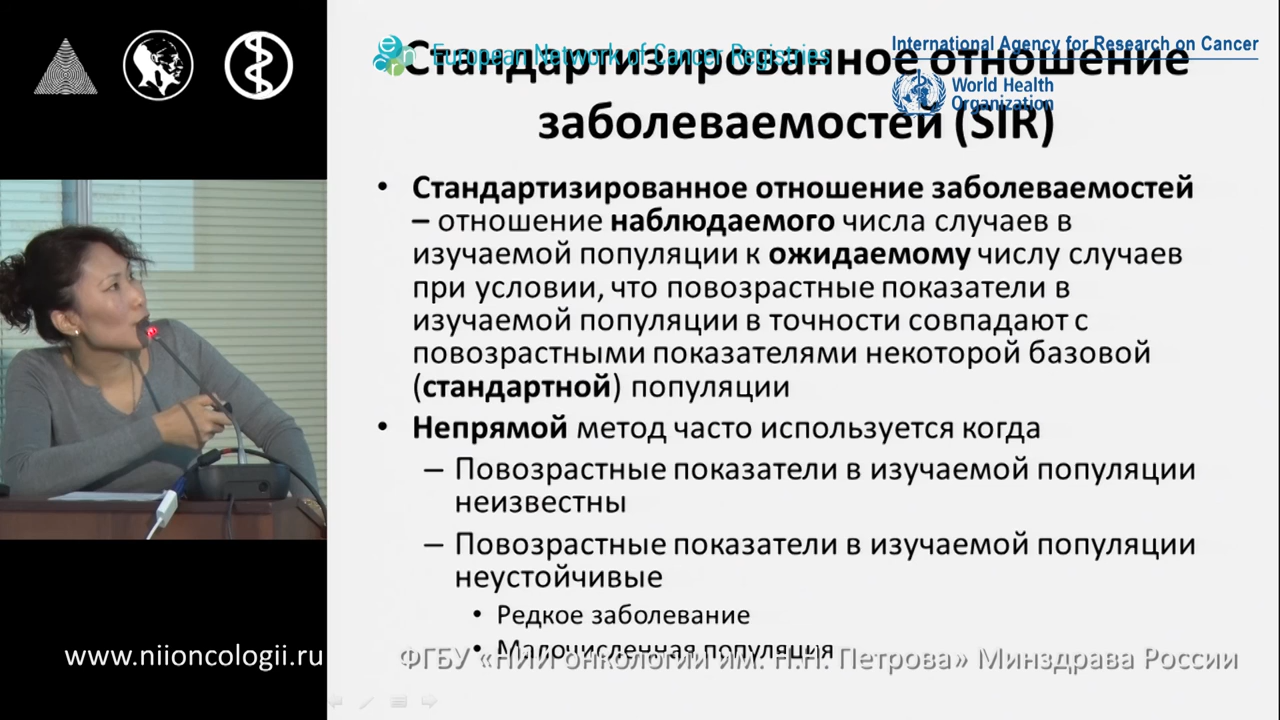 European Network of Cancer Registries
International Agency for Research on Cancer
World Health
Organization
Стандартизированное отношение
заболеваемостей (SIR)
• Стандартизированное отношение заболеваемостей
– отношение наблюдаемого числа случаев в
изучаемой популяции к ожидаемому числу случаев
при условии, что повозрастные показатели в
изучаемой популяции в точности совпадают с
повозрастными показателями некоторой базовой
(стандартной) популяции
• Непрямой метод часто используется когда
– Повозрастные показатели в изучаемой популяции
неизвестны
– Повозрастные показатели в изучаемой популяции
неустойчивые
• Редкое заболевание
• Малочисленная популяция
www.niioncologii.ru
ФГБУ «НИИ онкологии им. Н.Н. Петрова» Минздрава России